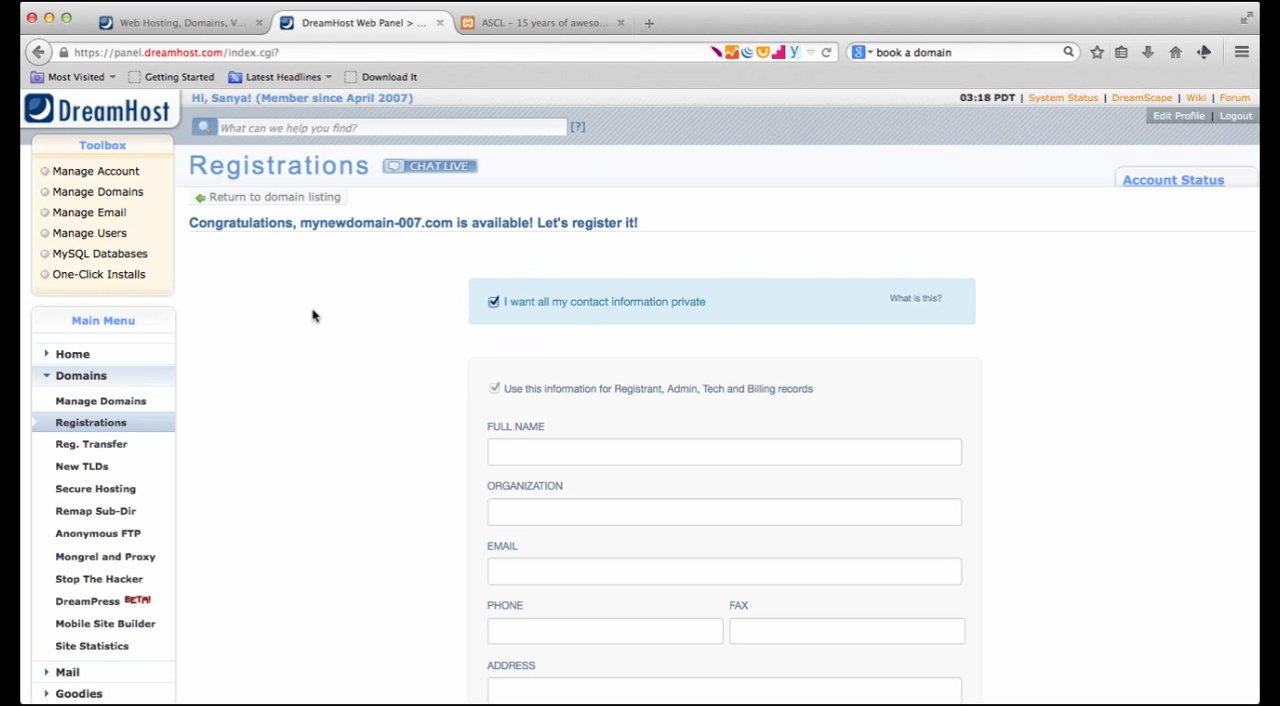 Web Hosting, Domains, V... ×
DreamHost Web Panel > ... ×
ASCL – 15 years of aweso... ×
https://panel.dreamhost.com/index.cgi?
book a domain
Most Visited
Getting Started
Latest Headlines
Download It
DreamHost
Hi, Sanya! (Member since April 2007)
03:18 PDT | System Status | DreamScape | Wiki | Forum
What can we help you find?
[?]
Edit Profile | Logout
Toolbox
Manage Account
Manage Domains
Manage Email
Manage Users
MySQL Databases
One-Click Installs
Registrations
CHAT LIVE
Account Status
Return to domain listing
Congratulations, mynewdomain-007.com is available! Let's register it!
Main Menu
Home
Domains
Manage Domains
Registrations
Reg. Transfer
New TLDs
Secure Hosting
Remap Sub-Dir
Anonymous FTP
Mongrel and Proxy
Stop The Hacker
DreamPress BETA!
Mobile Site Builder
Site Statistics
Mail
Goodies
I want all my contact information private
What is this?
Use this information for Registrant, Admin, Tech and Billing records
FULL NAME
ORGANIZATION
EMAIL
PHONE
FAX
ADDRESS